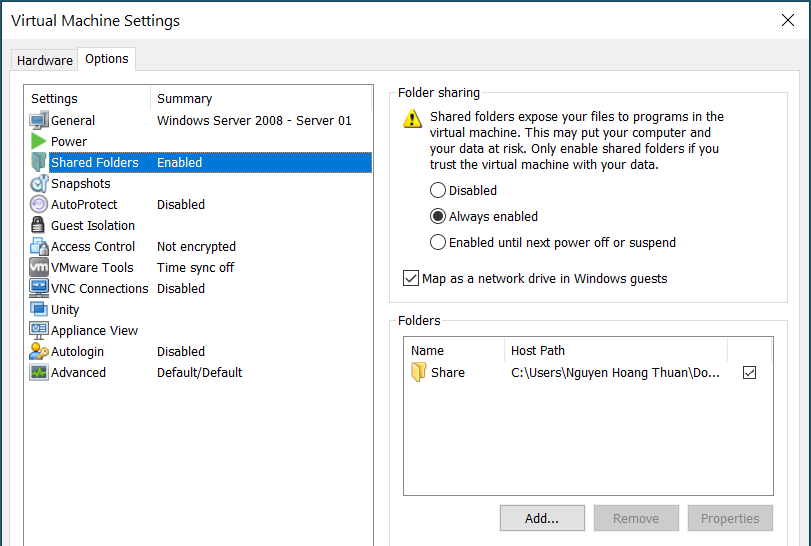 Virtual Machine Settings
Hardware Options
Settings Summary
General Windows Server 2008 - Server 01
Power
Shared Folders Enabled
Snapshots
AutoProtect Disabled
Guest Isolation
Access Control Not encrypted
VMware Tools Time sync off
VNC Connections Disabled
Unity
Appliance View
Autologin Disabled
Advanced Default/Default
Folder sharing
Shared folders expose your files to programs in the
virtual machine. This may put your computer and
your data at risk. Only enable shared folders if you
trust the virtual machine with your data.
Disabled
Always enabled
Enabled until next power off or suspend
Map as a network drive in Windows guests
Folders
Name Host Path
Share C:\Users\Nguyen Hoang Thuan\Do...
Add... Remove Properties